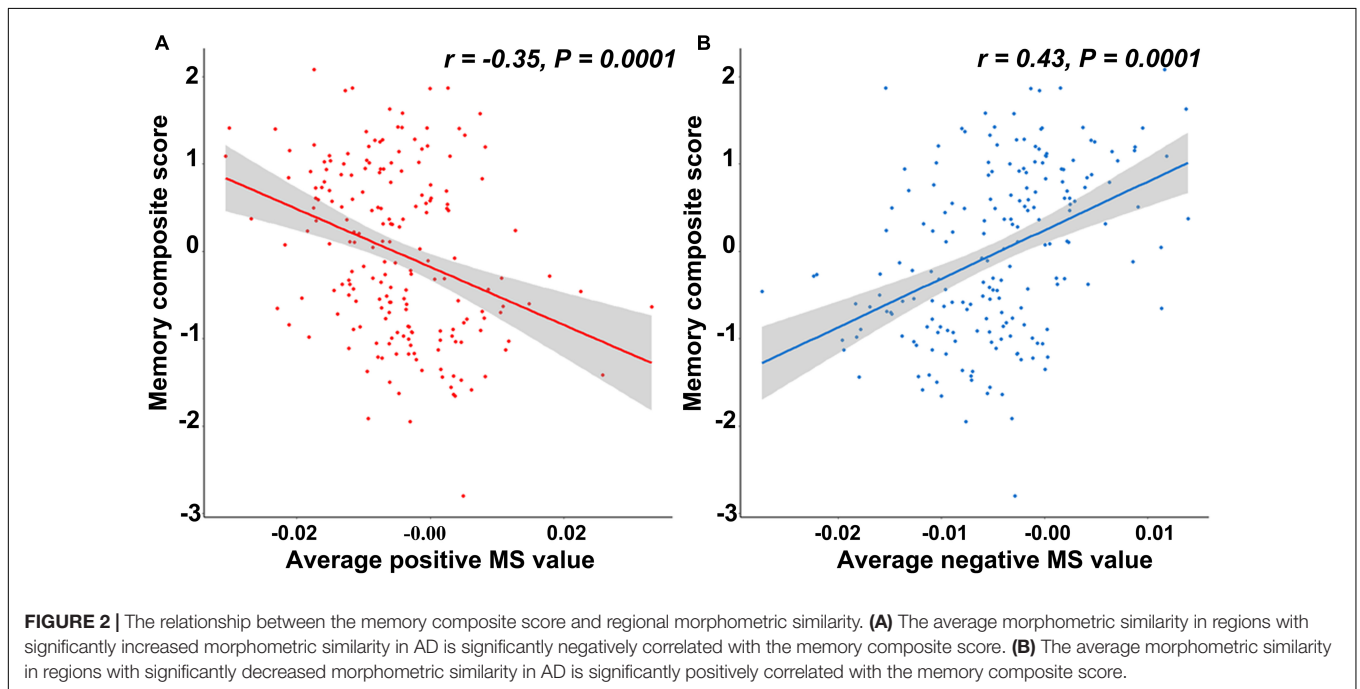 A
r = -0.35, P = 0.0001
Memory composite score
2
1
0
-1
-2
-3
-0.02 -0.00 0.02
Average positive MS value
B
r = 0.43, P = 0.0001
Memory composite score
2
1
0
-1
-2
-3
-0.02 -0.01 -0.00 0.01
Average negative MS value
FIGURE 2 | The relationship between the memory composite score and regional morphometric similarity. (A) The average morphometric similarity in regions with
significantly increased morphometric similarity in AD is significantly negatively correlated with the memory composite score. (B) The average morphometric similarity
in regions with significantly decreased morphometric similarity in AD is significantly positively correlated with the memory composite score.